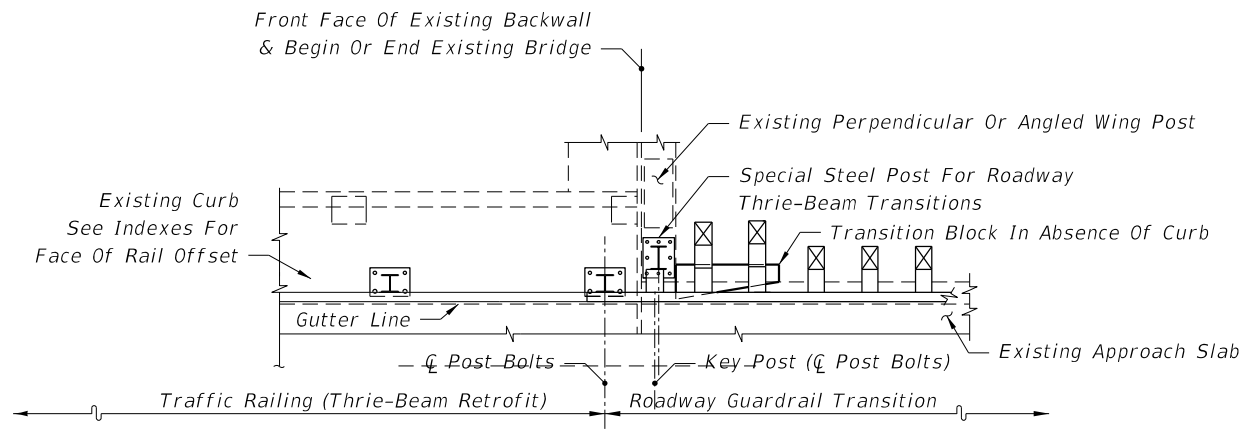 Front Face Of Existing Backwall
& Begin Or End Existing Bridge
Existing Perpendicular Or Angled Wing Post
Special Steel Post For Roadway
Thrie-Beam Transitions
Transition Block In Absence Of Curb
Existing Curb
See Indexes For
Face Of Rail Offset
Gutter Line
Existing Approach Slab
℄ Post Bolts
Key Post (℄ Post Bolts)
Traffic Railing (Thrie-Beam Retrofit)
Roadway Guardrail Transition